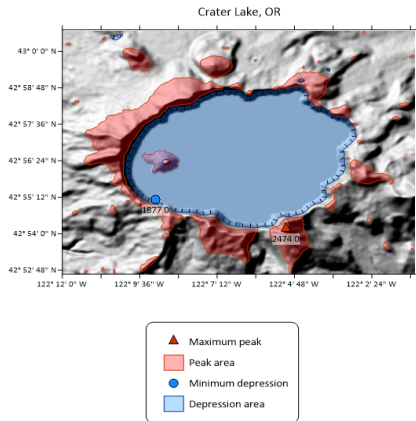 Crater Lake, OR
43° 0' 0" N
42° 58' 48" N
42° 57' 36" N
42° 56' 24" N
42° 55' 12" N
42° 54' 0" N
42° 52' 48" N
1877.0
2474.0
122° 12' 0" W
122° 9' 36" W
122° 7' 12" W
122° 4' 48" W
122° 2' 24" W
Maximum peak
Peak area
Minimum depression
Depression area